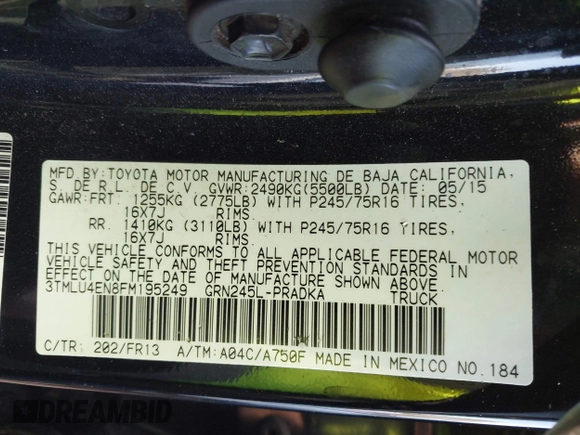 MFD.BY:TOYOTA MOTOR MANUFACTURING DE BAJA CALIFORNIA,
S. DE R.L. DE C.V. GVWR:2490KG(5500LB) DATE: 05/15
GAWR:FRT. 1255KG (2775LB) WITH P245/75R16 TIRES,
16X7J RIMS.
RR. 1410KG (3110LB) WITH P245/75R16 TIRES,
16X7J RIMS.
THIS VEHICLE CONFORMS TO ALL APPLICABLE FEDERAL MOTOR
VEHICLE SAFETY AND THEFT PREVENTION STANDARDS IN
EFFECT ON THE DATE OF MANUFACTURE SHOWN ABOVE.
3TMLU4EN8FM195249 GRN245L-PRADKA TRUCK
C/TR: 202/FR13 A/TM:A04C/A750F MADE IN MEXICO NO.184
DREAMBID